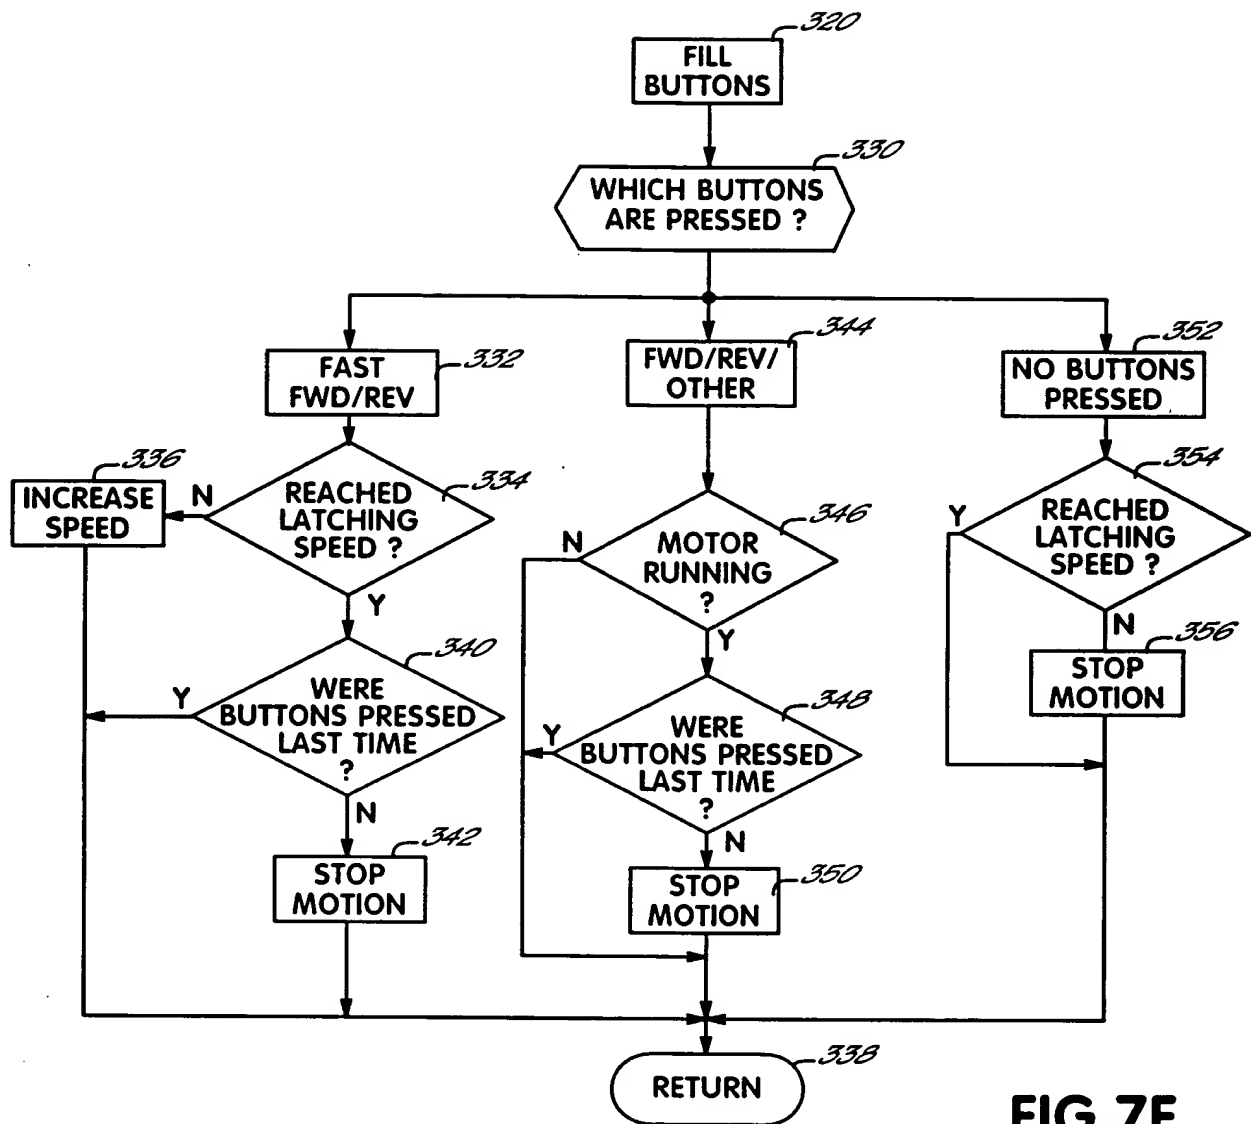 320
FILL
BUTTONS
330
WHICH BUTTONS
ARE PRESSED ?
332
FAST
FWD/REV
344
FWD/REV/
OTHER
352
NO BUTTONS
PRESSED
336
INCREASE
SPEED
N
334
REACHED
LATCHING
SPEED ?
Y
346
N
MOTOR
RUNNING
?
Y
354
Y
REACHED
LATCHING
SPEED ?
N
356
STOP
MOTION
340
Y
WERE
BUTTONS PRESSED
LAST TIME
?
N
348
Y
WERE
BUTTONS PRESSED
LAST TIME
?
N
342
STOP
MOTION
350
STOP
MOTION
338
RETURN